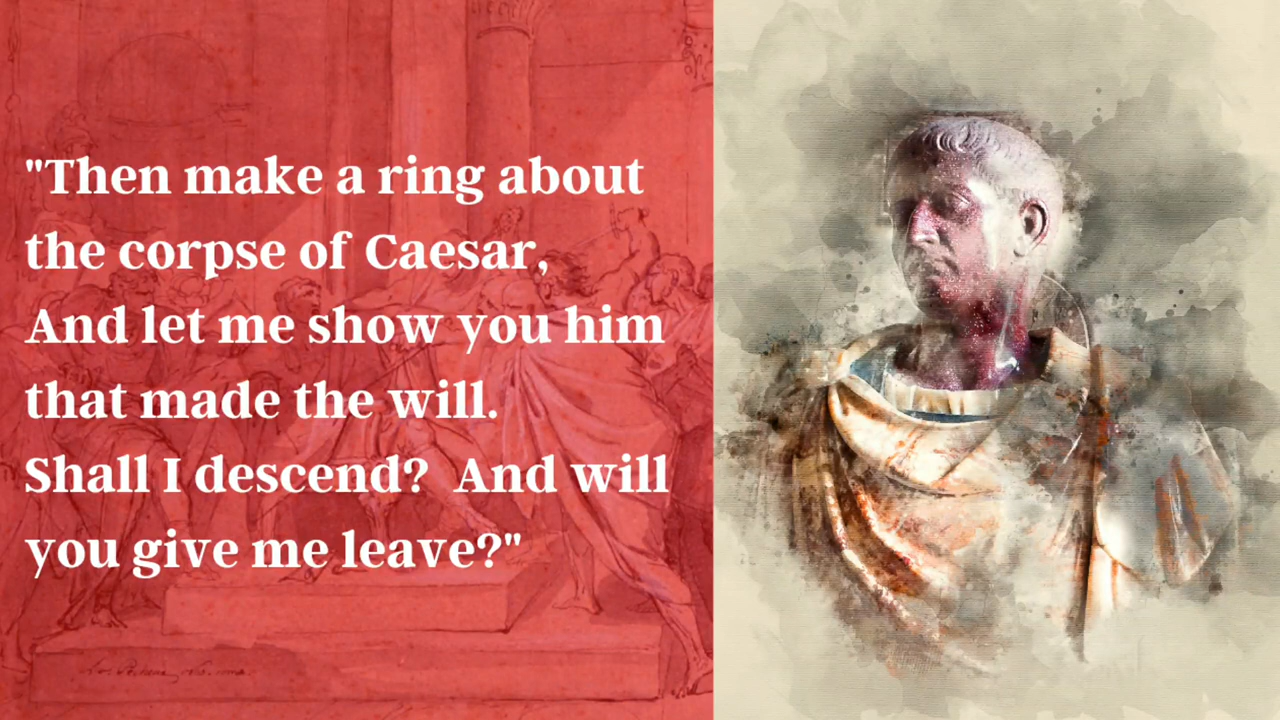 "Then make a ring about
the corpse of Caesar,
And let me show you him
that made the will.
Shall I descend?  And will
you give me leave?"